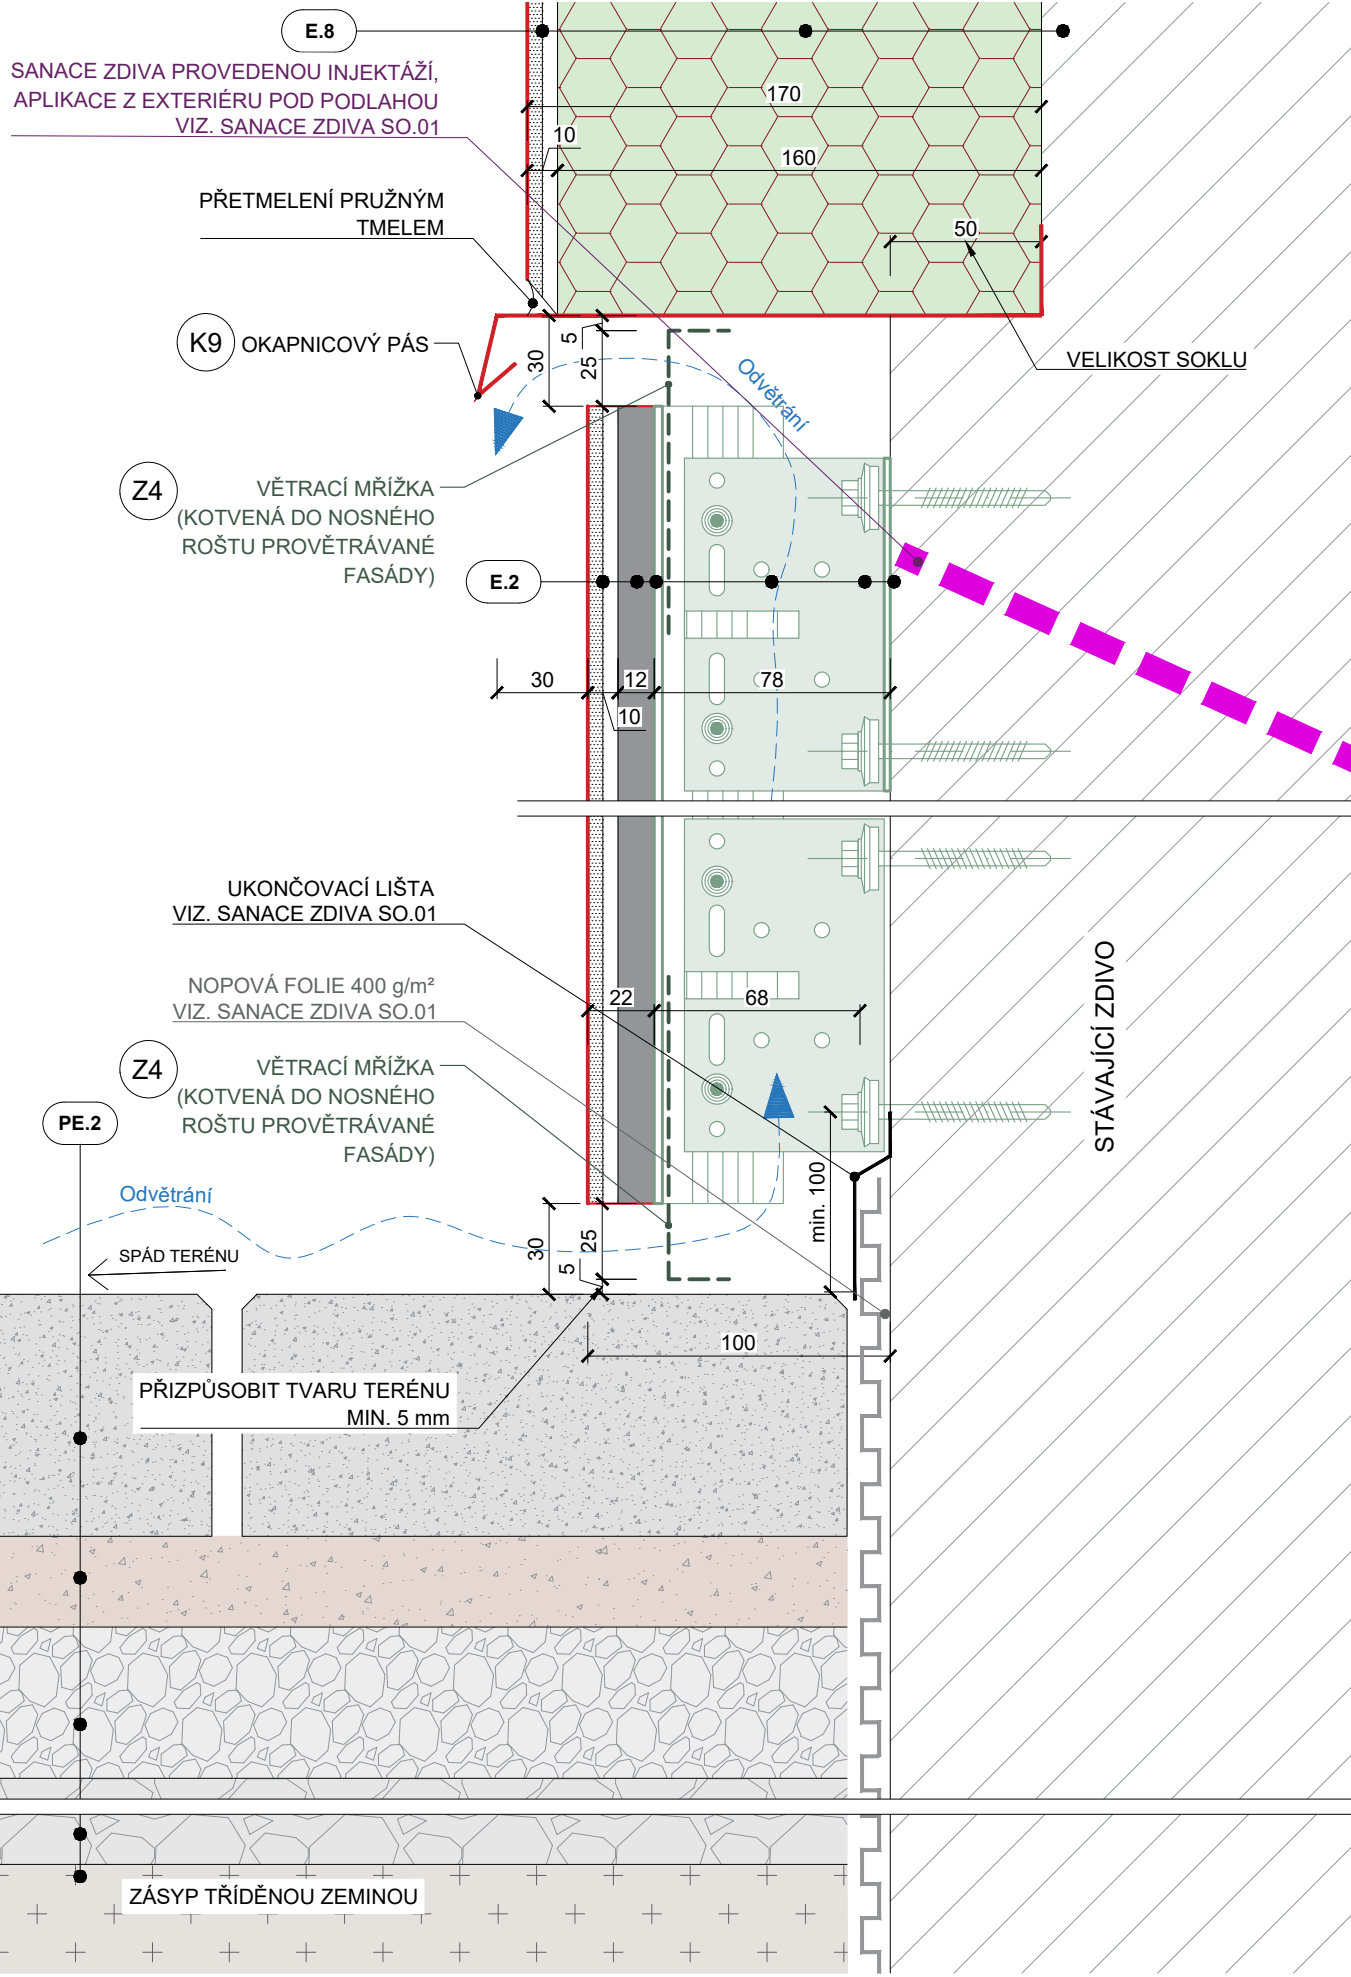 E.8
SANACE ZDIVA PROVEDENOU INJEKTÁŽÍ,
APLIKACE Z EXTERIÉRU POD PODLAHOU
VIZ. SANACE ZDIVA SO.01
170
10
160
PŘETMELENÍ PRUŽNÝM
TMELEM
50
K9
OKAPNICOVÝ PÁS
VELIKOST SOKLU
30
5
25
Odvětrání
Z4
VĚTRACÍ MŘÍŽKA
(KOTVENÁ DO NOSNÉHO
ROŠTU PROVĚTRÁVANÉ
FASÁDY)
E.2
30
12
78
10
UKONČOVACÍ LIŠTA
VIZ. SANACE ZDIVA SO.01
NOPOVÁ FOLIE 400 g/m²
VIZ. SANACE ZDIVA SO.01
22
68
STÁVAJÍCÍ ZDIVO
Z4
VĚTRACÍ MŘÍŽKA
(KOTVENÁ DO NOSNÉHO
ROŠTU PROVĚTRÁVANÉ
FASÁDY)
PE.2
min. 100
Odvětrání
SPÁD TERÉNU
30
25
5
100
PŘIZPŮSOBIT TVARU TERÉNU
MIN. 5 mm
ZÁSYP TŘÍDĚNOU ZEMINOU